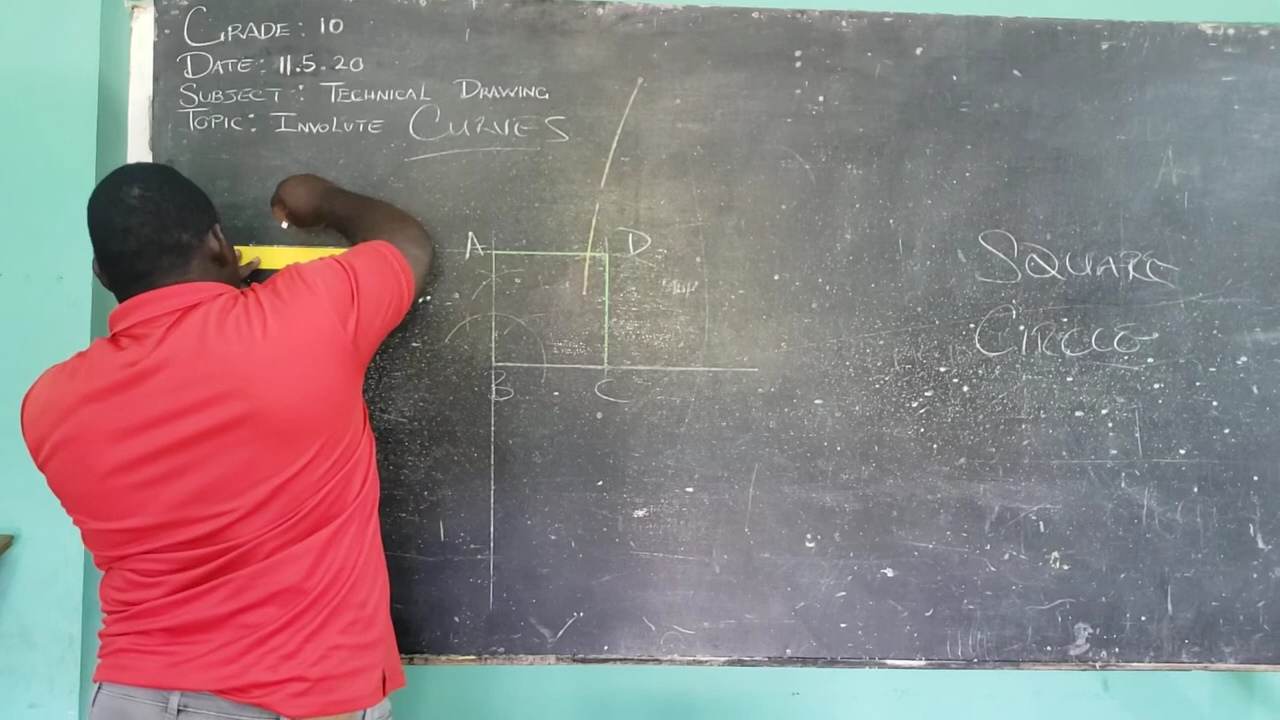 GRADE: 10
DATE: 11.5.20
SUBJECT: TECHNICAL DRAWING
TOPIC: INVOLUTE CURVES
A D
B C
SQUARE
CIRCLE